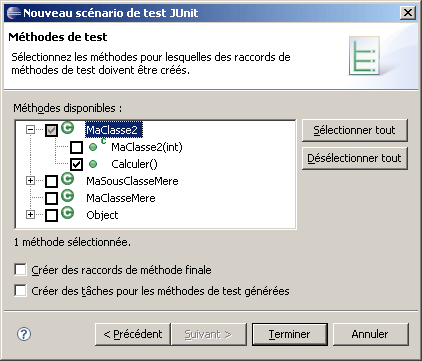 Nouveau scénario de test JUnit
Méthodes de test
Sélectionnez les méthodes pour lesquelles des raccords de
méthodes de test doivent être créés.
Méthodes disponibles :
MaClasse2
MaClasse2(int)
Calculer()
MaSousClasseMere
MaClasseMere
Object
Sélectionner tout
Désélectionner tout
1 méthode sélectionnée.
Créer des raccords de méthode finale
Créer des tâches pour les méthodes de test générées
< Précédent
Suivant >
Terminer
Annuler